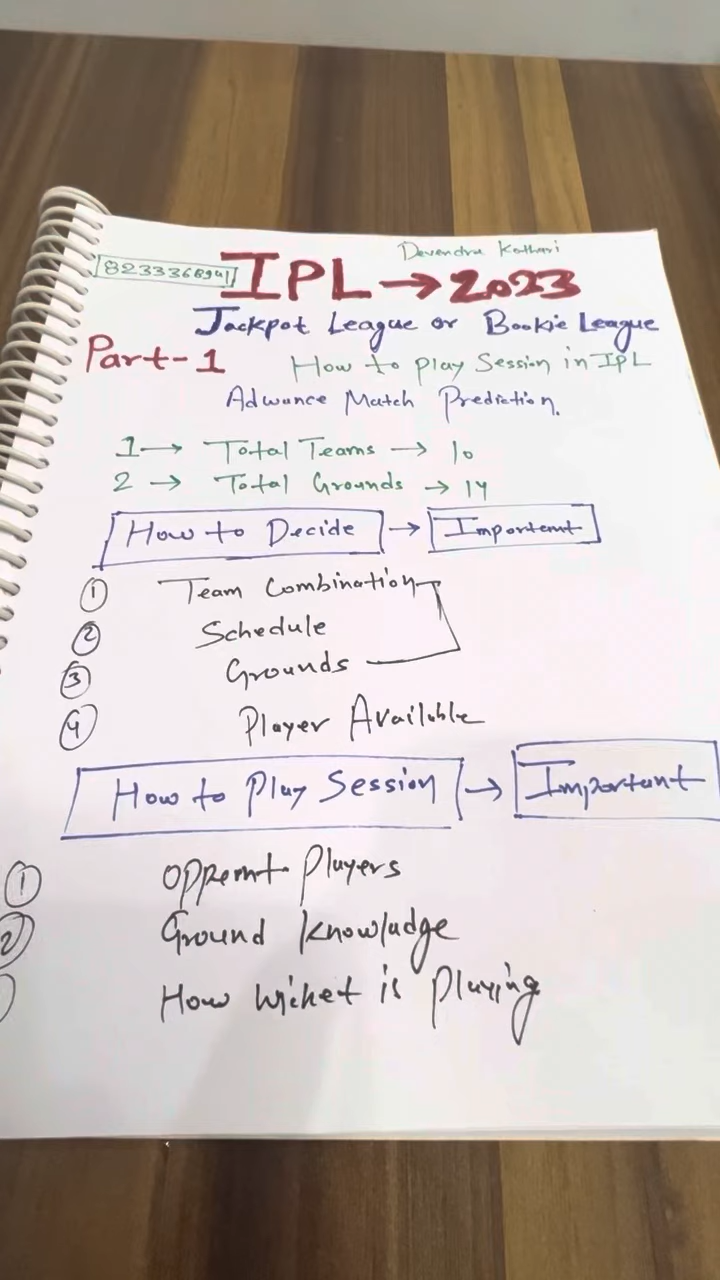 Devendra Kothari
8233368941 IPL → 2023
Jackpot League or Bookie League
Part-1 How to play Session in IPL
Adwance Match Prediction.
1 → Total Teams → 10
2 → Total Grounds → 14
How to Decide → Importent
① Team Combination
② Schedule
③ Grounds
④ Player Available
How to Play Session → Important
① Oppernt Players
② Ground Knowladge
How wicket is Playing